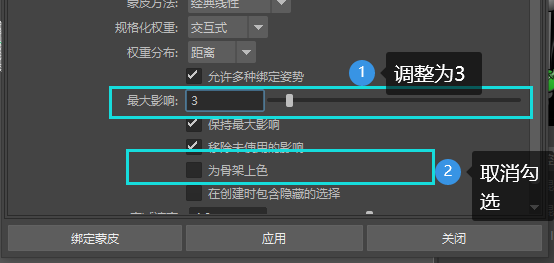 蒙皮方法: 经典线性
规格化权重: 交互式
权重分布: 距离
允许多种绑定姿势
1 调整为3
最大影响: 3
保持最大影响
移除未使用的影响
为骨架上色
2 取消勾
选
在创建时包含隐藏的选择
绑定蒙皮 应用 关闭